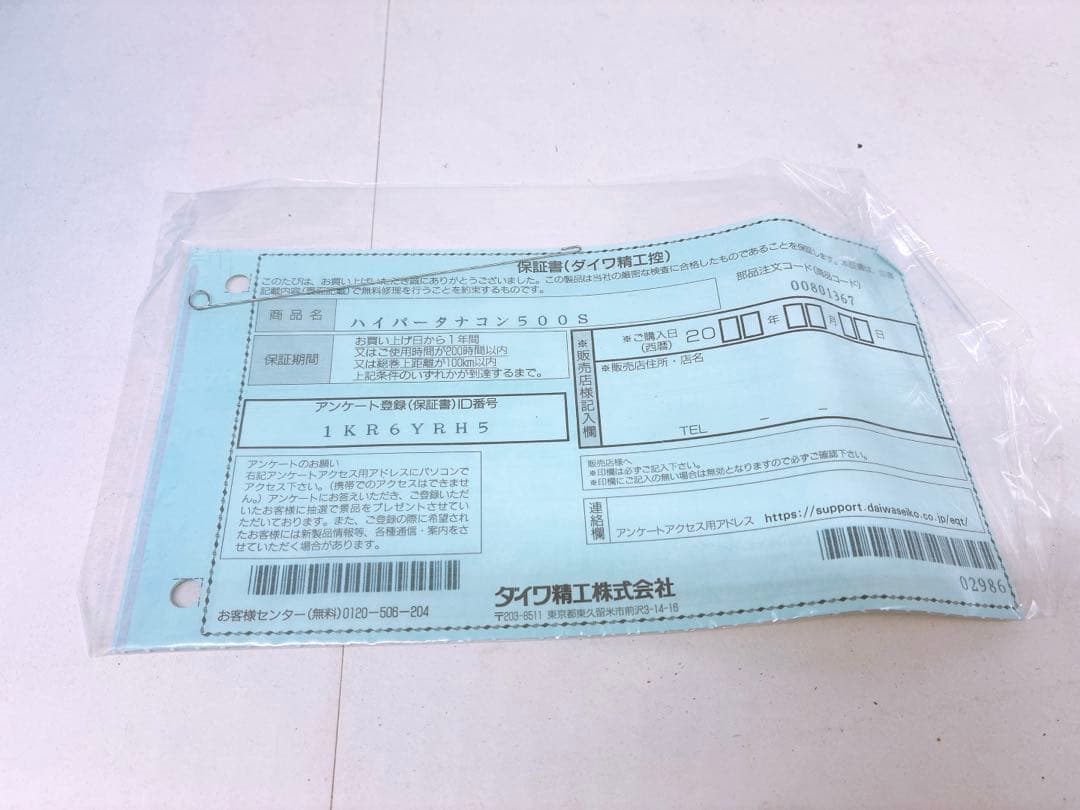 保証書(ダイワ精工控)
このたびは、お買い上げいただき誠にありがとうございました。この製品は当社の厳密な検査に合格したものであることを保証します。
記載内容(表面記載)で無料修理を行うことを約束するものです。
部品注文コード(商品コード)
00801367
商品名
ハイパータナコン500S
保証期間
お買い上げ日から1年間
又はご使用時間が200時間以内
又は総巻上距離が100km以内
上記条件のいずれかが到達するまで。
※販売店様記入欄
※ご購入日
(西暦)
20 年 月 日
※販売店住所・店名
TEL － －
アンケート登録(保証書)ID番号
1KR6YRH5
アンケートのお願い
右記アンケートアクセス用アドレスにパソコンで
アクセス下さい。(携帯でのアクセスはできませ
ん。)アンケートにお答えいただき、ご登録いただ
いたお客様に抽選で景品をプレゼントさせてい
ただいております。また、ご登録の際に希望され
たお客様には新製品情報等、各種通信・案内をさ
せていただく場合があります。
販売店様へ
※印欄は必ずご記入下さい。
※印欄にご記入の無い場合は無効となりますので必ずご確認下さい。
連絡欄
アンケートアクセス用アドレス https://support.daiwaseiko.co.jp/eqt/
02986
お客様センター(無料)0120-506-204
ダイワ精工株式会社
〒203-8511 東京都東久留米市前沢3-14-16